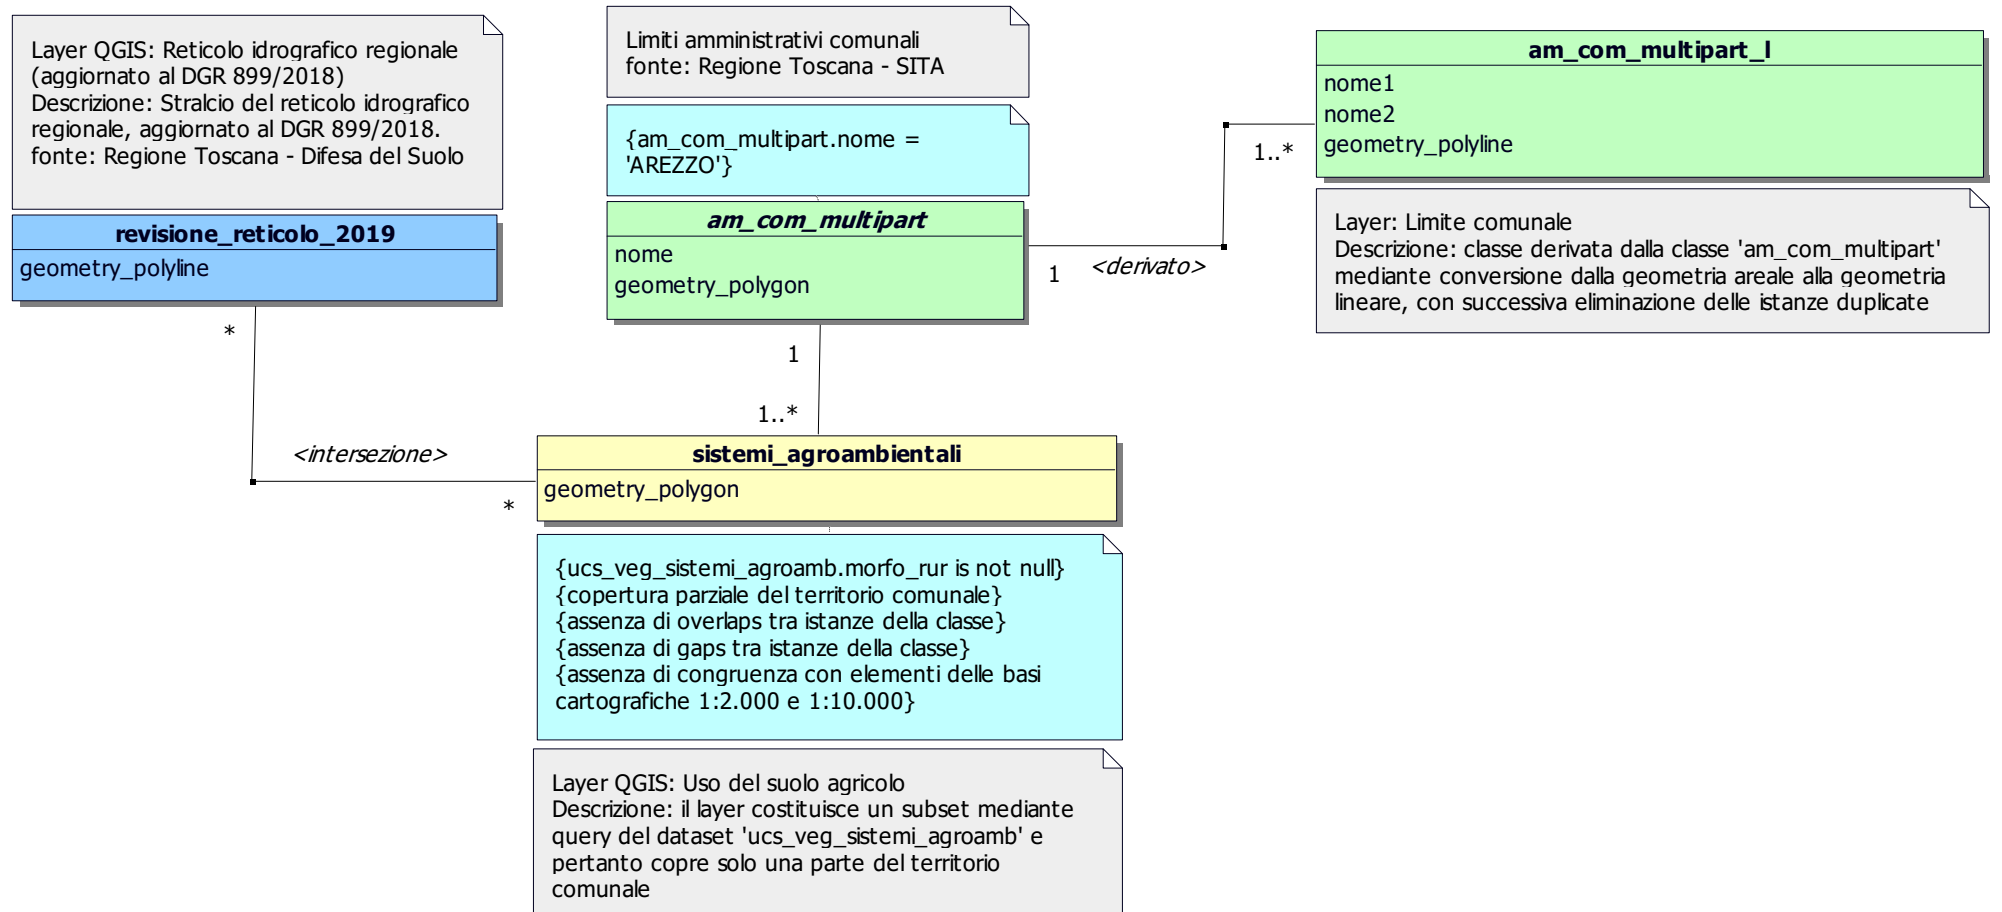 Layer QGIS: Reticolo idrografico regionale
(aggiornato al DGR 899/2018)
Descrizione: Stralcio del reticolo idrografico
regionale, aggiornato al DGR 899/2018.
fonte: Regione Toscana - Difesa del Suolo
revisione_reticolo_2019
geometry_polyline
*
<intersezione>
*
Limiti amministrativi comunali
fonte: Regione Toscana - SITA
{am_com_multipart.nome =
'AREZZO'}
am_com_multipart
nome
geometry_polygon
1
<derivato>
1..*
am_com_multipart_l
nome1
nome2
geometry_polyline
Layer: Limite comunale
Descrizione: classe derivata dalla classe 'am_com_multipart'
mediante conversione dalla geometria areale alla geometria
lineare, con successiva eliminazione delle istanze duplicate
1
1..*
sistemi_agroambientali
geometry_polygon
{ucs_veg_sistemi_agroamb.morfo_rur is not null}
{copertura parziale del territorio comunale}
{assenza di overlaps tra istanze della classe}
{assenza di gaps tra istanze della classe}
{assenza di congruenza con elementi delle basi
cartografiche 1:2.000 e 1:10.000}
Layer QGIS: Uso del suolo agricolo
Descrizione: il layer costituisce un subset mediante
query del dataset 'ucs_veg_sistemi_agroamb' e
pertanto copre solo una parte del territorio
comunale